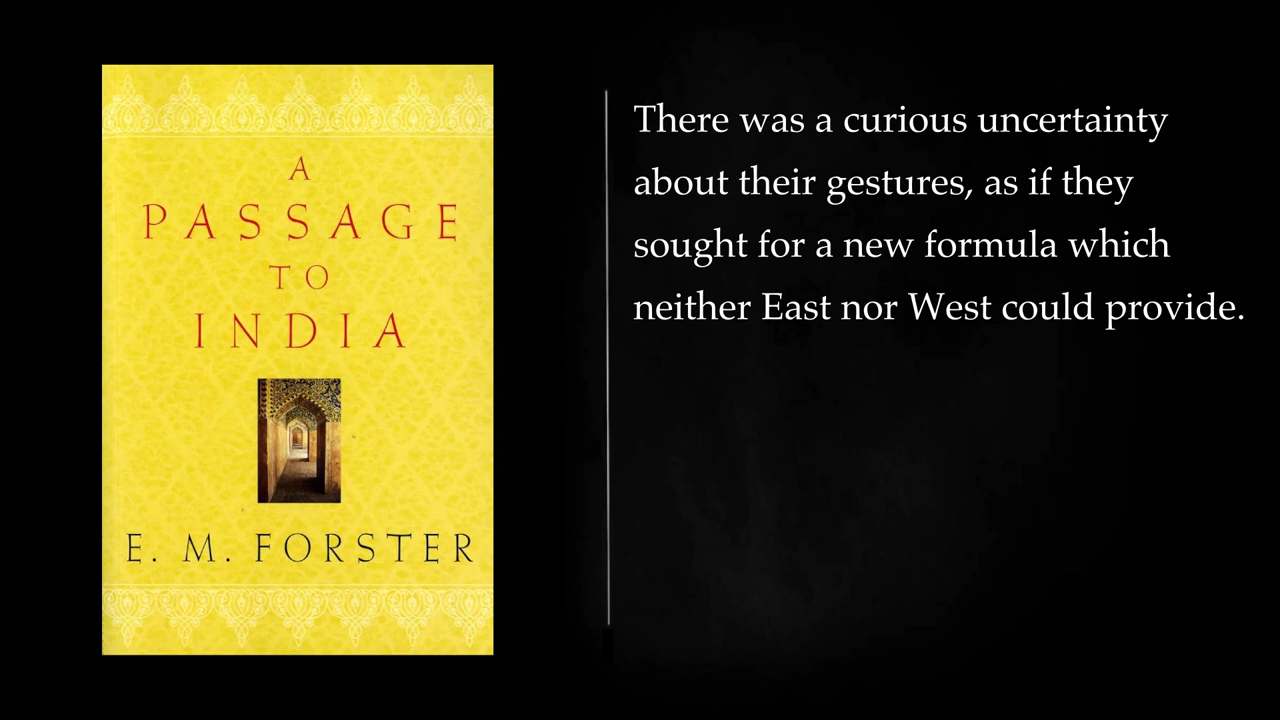 A
PASSAGE
TO
INDIA
E. M. FORSTER
There was a curious uncertainty
about their gestures, as if they
sought for a new formula which
neither East nor West could provide.